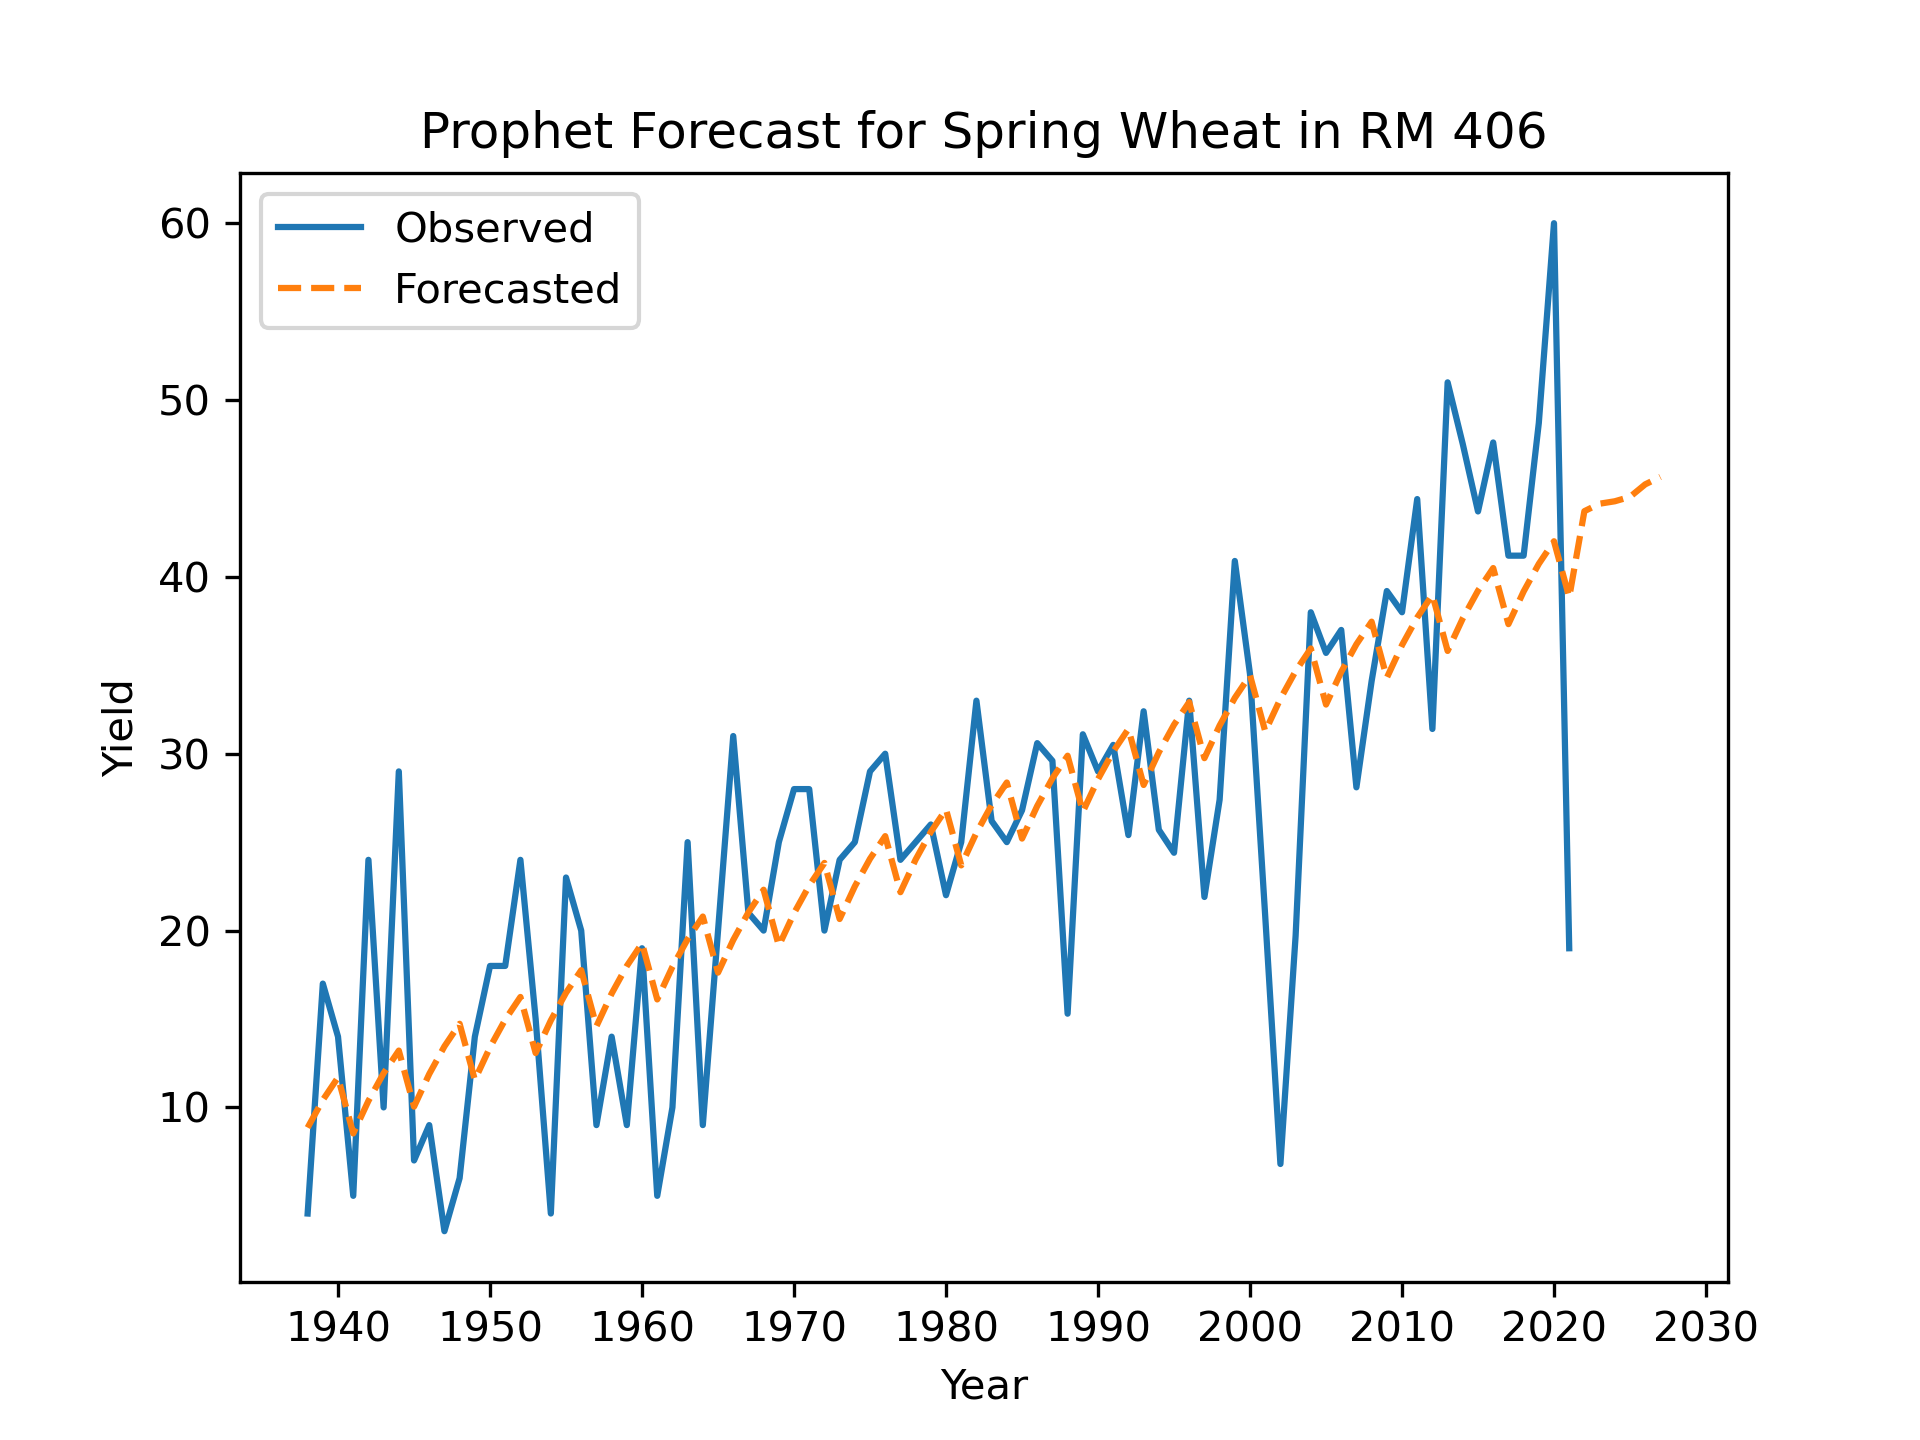 Prophet Forecast for Spring Wheat in RM 406
Observed
Forecasted
60
50
40
30
20
10
Yield
1940 1950 1960 1970 1980 1990 2000 2010 2020 2030
Year